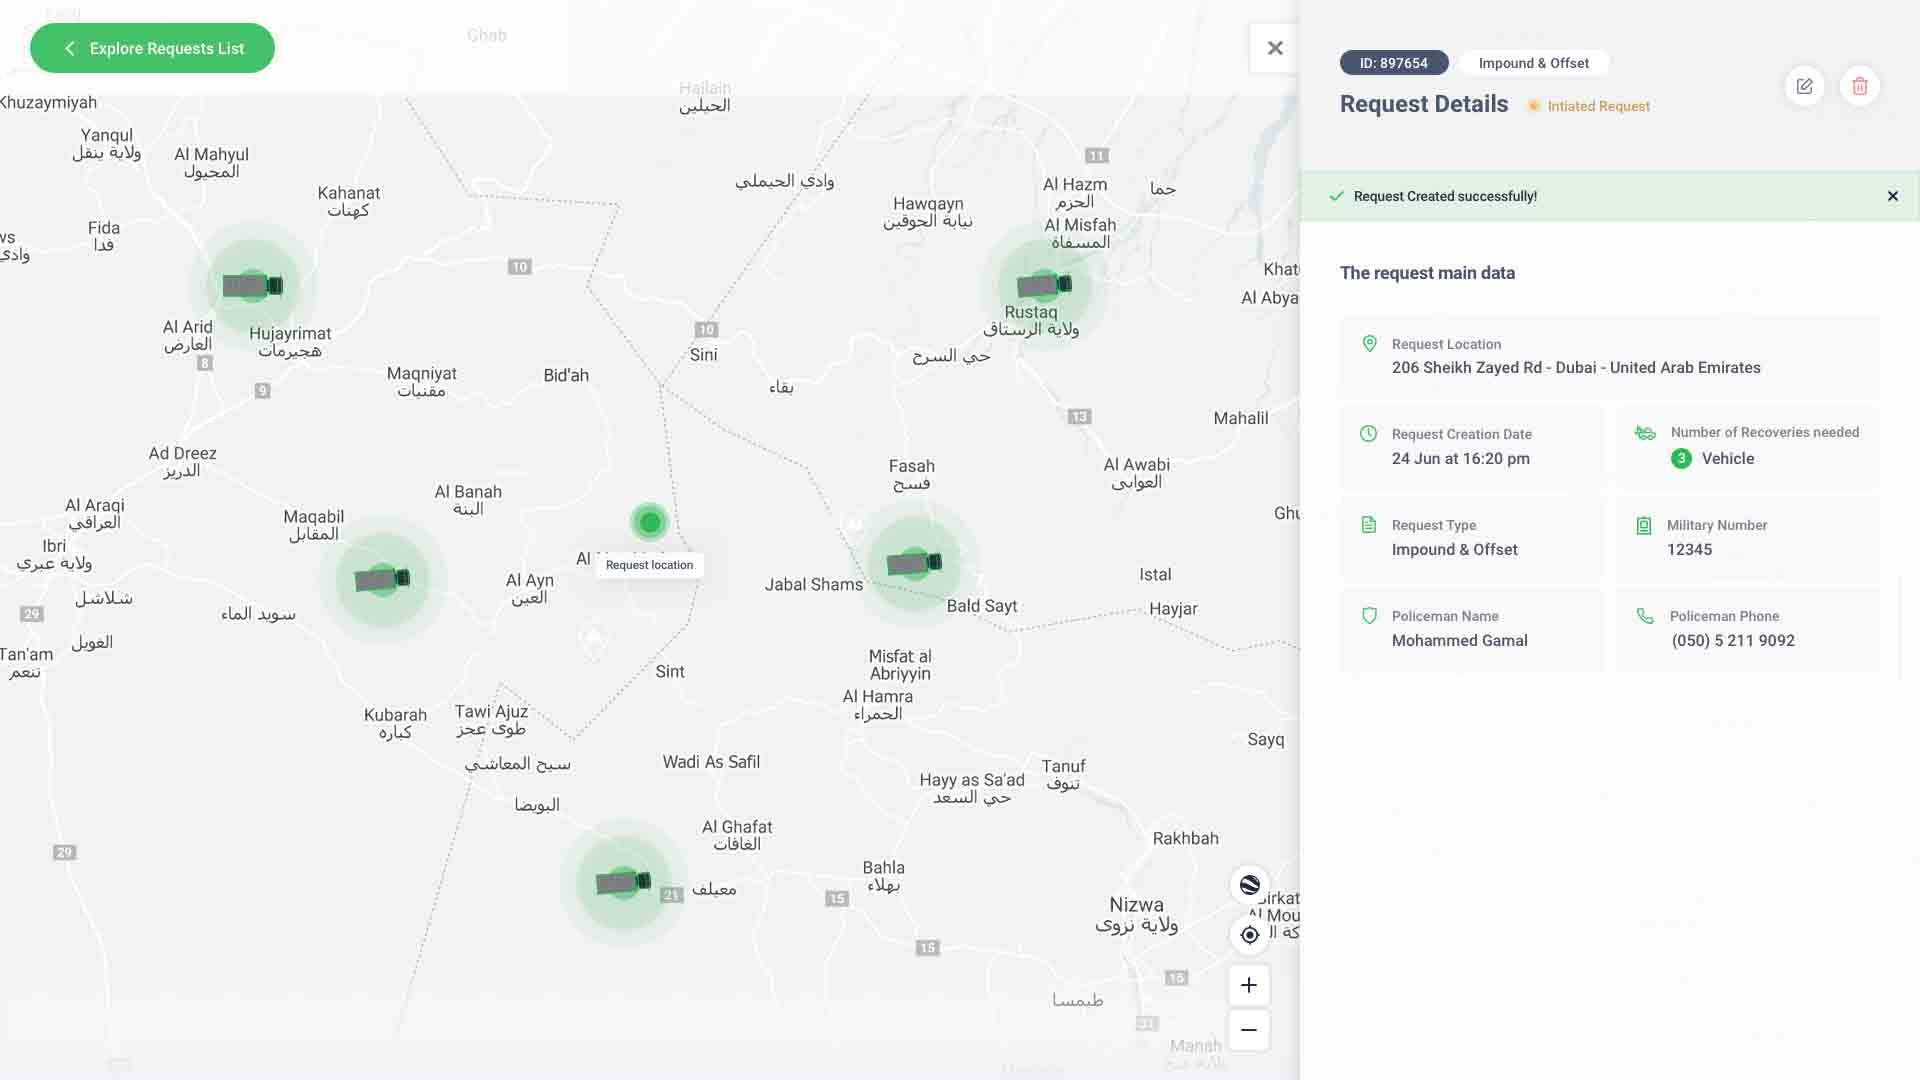 Explore Requests List
Ghab
Hailain
الحيلين
Khuzaymiyah
Yanqul
ولاية ينقل
Al Mahyul
المحيول
Kahanat
كهنات
Fida
فدا
وادي
10
وادي الحيملي
11
Al Hazm
الحزم
حما
Hawqayn
نيابة الحوقين
Al Misfah
المسفاة
Al Abya
Rustaq
ولاية الرستاق
Al Arid
العارض
8
Hujayrimat
هجيرمات
9
10
Sini
حي السرح
Maqniyat
مقنيات
Bid'ah
بقاء
13
Mahalil
Ad Dreez
الدريز
Fasah
فسح
Al Awabi
العوابي
Al Banah
البنة
Al Araqi
العراقي
Maqabil
المقابل
Ibri
ولاية عبري
Al
Request location
Al Ayn
العين
Jabal Shams
Bald Sayt
Istal
Hayjar
شلاشل
29
سويد الماء
الغويل
Tan'am
تنعم
Sint
Misfat al
Abriyyin
Al Hamra
الحمراء
Kubarah
كباره
Tawi Ajuz
طوى عجز
Sayq
سيح المعاشي
Wadi As Safil
Hayy as Sa'ad
حي السعد
Tanuf
تنوف
البويضا
Al Ghafat
الغافات
Rakhbah
29
Bahla
بهلاء
21
معيلف
15
Nizwa
ولاية نزوى
Birkat
Al Mou
15
15
طيمسا
31
Manah
ولاية منح
ID: 897654
Impound & Offset
Request Details
Intiated Request
Request Created successfully!
The request main data
Request Location
206 Sheikh Zayed Rd - Dubai - United Arab Emirates
Request Creation Date
24 Jun at 16:20 pm
Number of Recoveries needed
3 Vehicle
Request Type
Impound & Offset
Military Number
12345
Policeman Name
Mohammed Gamal
Policeman Phone
(050) 5 211 9092